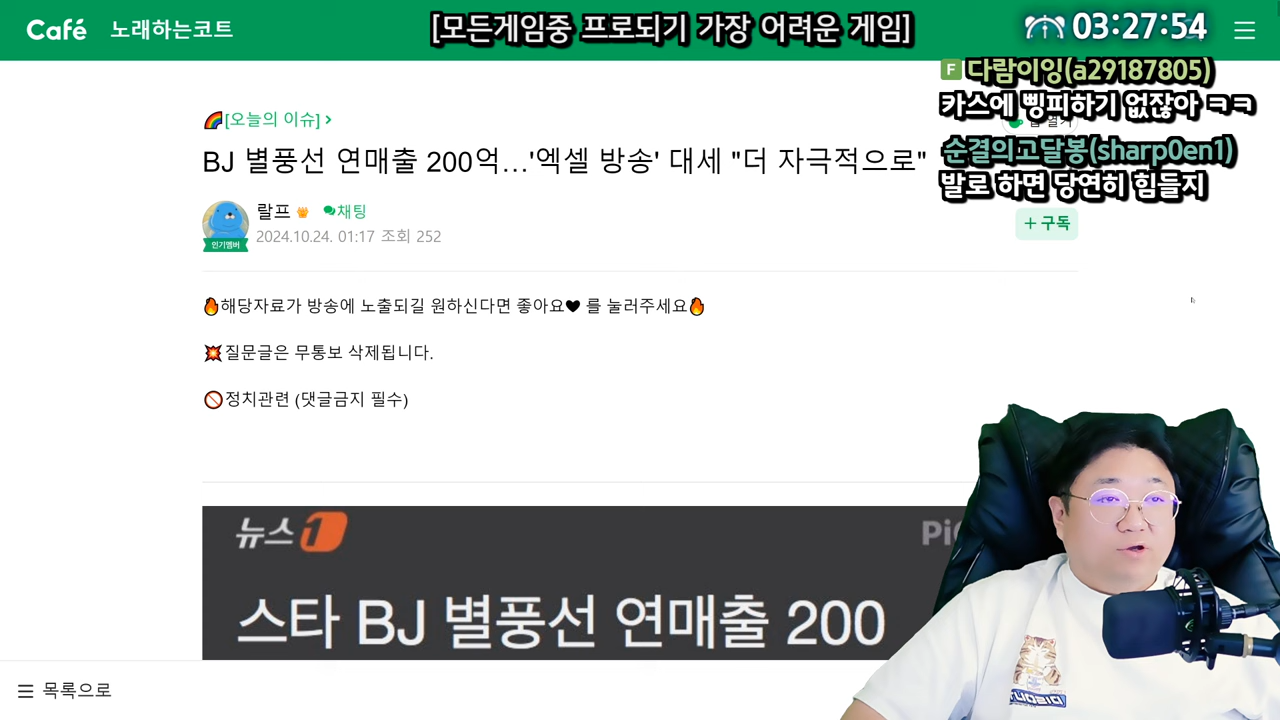 Café 노래하는코트
[모든게임중 프로되기 가장 어려운 게임]
03:27:54
F 다람이잉(a29187805)
카스에 삥피하기 없잖아 ㅋㅋ
순결의고달봉(sharp0en1)
발로 하면 당연히 힘들지
[오늘의 이슈] >
BJ 별풍선 연매출 200억…'엑셀 방송' 대세 "더 자극적으로"
랄프 채팅
인기멤버
2024.10.24. 01:17 조회 252
+ 구독
🔥해당자료가 방송에 노출되길 원하신다면 좋아요🖤 를 눌러주세요🔥
💥질문글은 무통보 삭제됩니다.
🚫정치관련 (댓글금지 필수)
뉴스1
스타 BJ 별풍선 연매출 200
목록으로